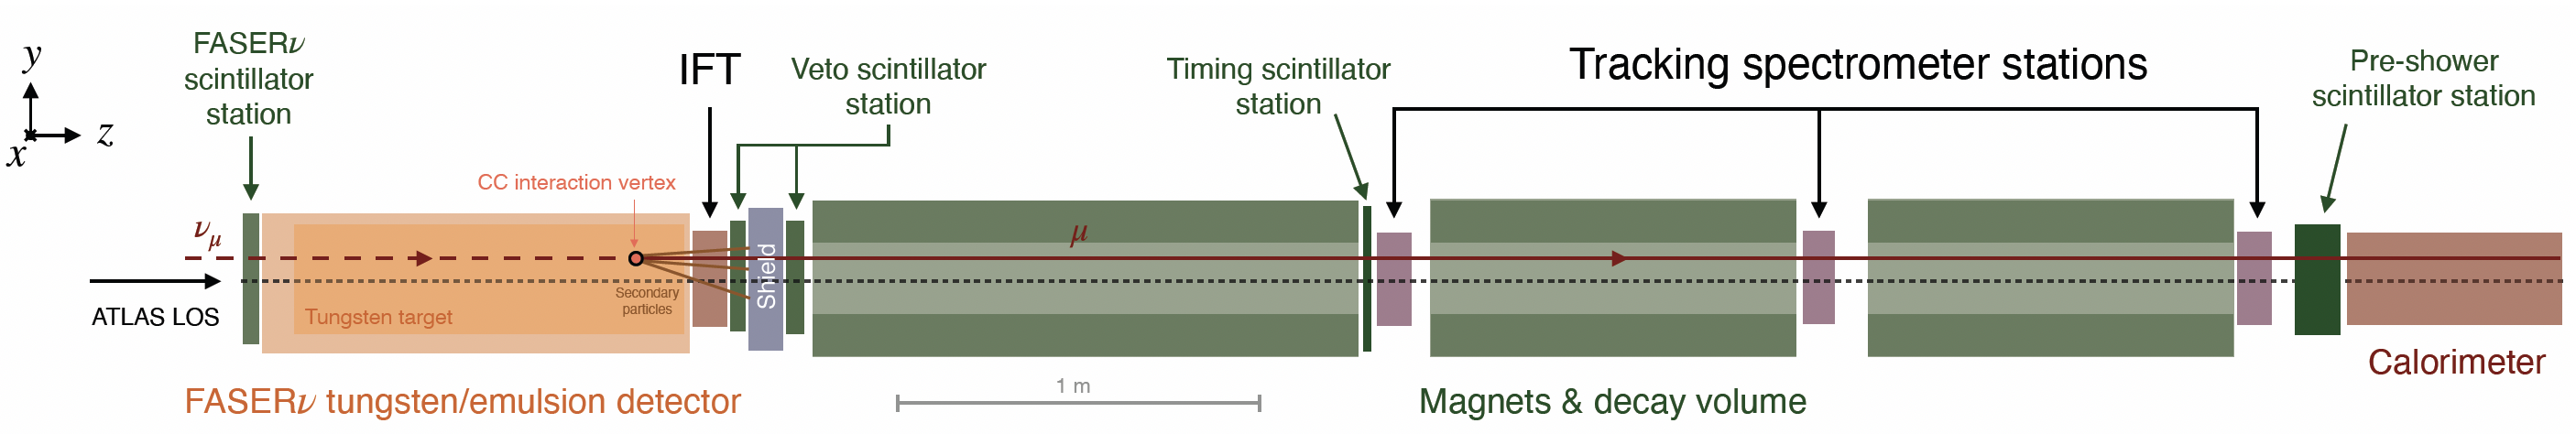 y
z
x
FASERν
scintillator
station
IFT
Veto scintillator
station
Timing scintillator
station
Tracking spectrometer stations
Pre-shower
scintillator station
CC interaction vertex
ν_μ
μ
Shield
Secondary
particles
ATLAS LOS
Tungsten target
FASERν tungsten/emulsion detector
1 m
Magnets & decay volume
Calorimeter